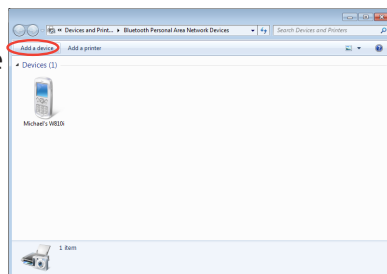 « Devices and Print... ▸ Bluetooth Personal Area Network Devices
Search Devices and Printers
Add a device
Add a printer
e
Devices (1)
Michael's W810i
1 item